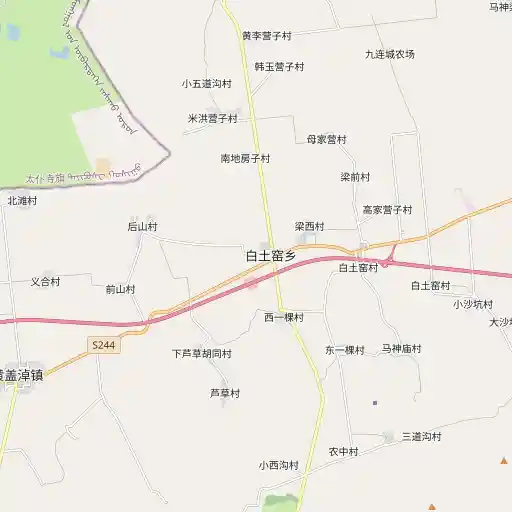 马神
黄李营子村
九连城农场
韩玉营子村
小五道沟村
米洪营子村
母家营村
南地房子村
太仆寺旗
梁前村
北滩村
高家营子村
后山村
梁西村
白土窑乡
白土窑村
义合村
前山村
白土窑村
小沙坑村
西一棵村
大沙坑
S244
下芦草胡同村
东一棵村
马神庙村
黄盖淖镇
芦草村
三道沟村
农中村
小西沟村